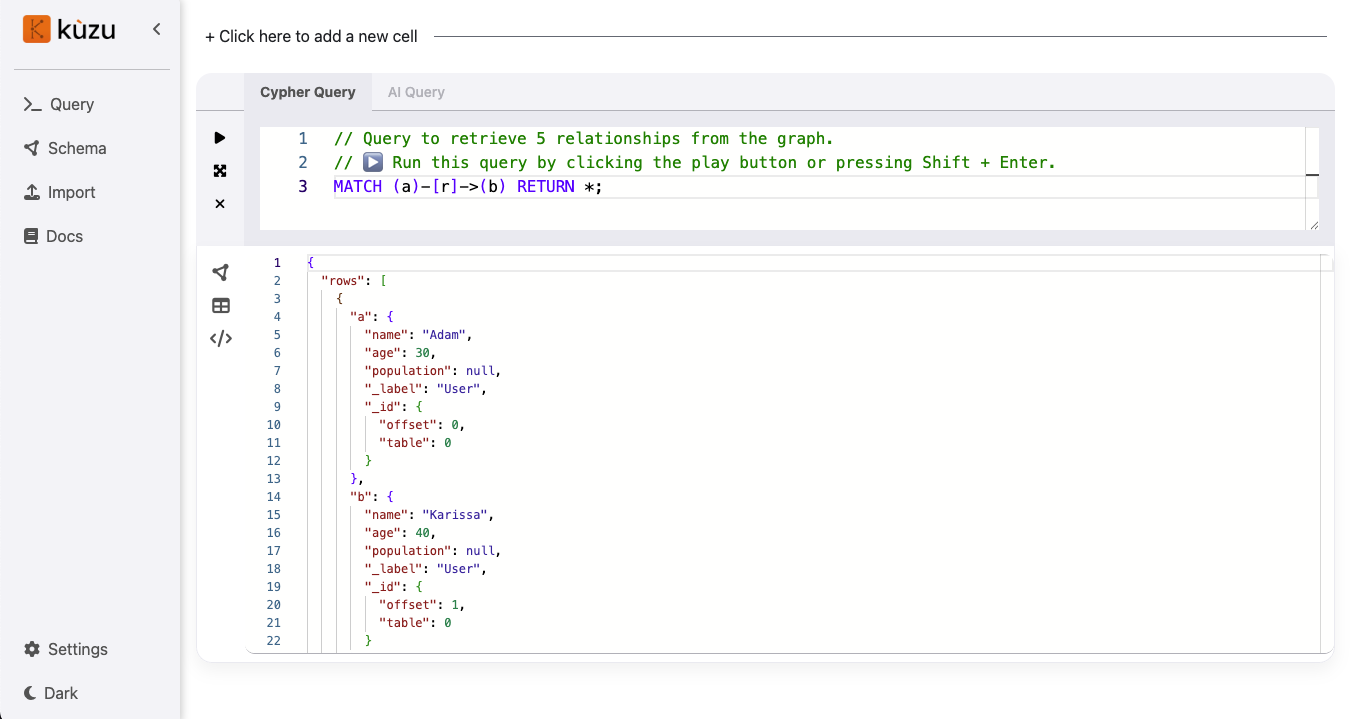 kùzu
Query
Schema
Import
Docs
Settings
Dark
+ Click here to add a new cell
Cypher Query
AI Query
1 // Query to retrieve 5 relationships from the graph.
2 // ▶️ Run this query by clicking the play button or pressing Shift + Enter.
3 MATCH (a)-[r]->(b) RETURN *;
1 {
2 "rows": [
3 {
4 "a": {
5 "name": "Adam",
6 "age": 30,
7 "population": null,
8 "_label": "User",
9 "_id": {
10 "offset": 0,
11 "table": 0
12 }
13 },
14 "b": {
15 "name": "Karissa",
16 "age": 40,
17 "population": null,
18 "_label": "User",
19 "_id": {
20 "offset": 1,
21 "table": 0
22 }